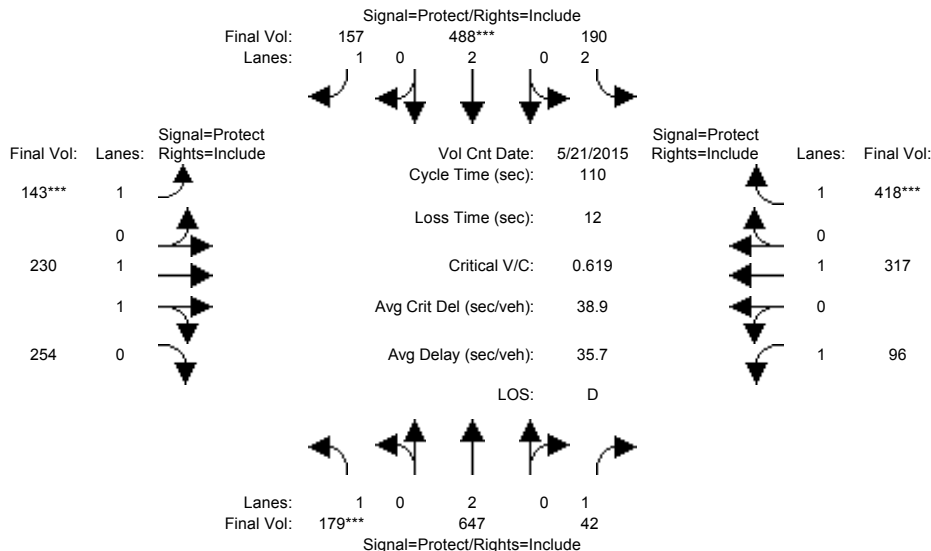 Signal=Protect/Rights=Include
Final Vol: 157 488*** 190
Lanes: 1 0 2 0 2
Signal=Protect Signal=Protect
Final Vol: Lanes: Rights=Include Vol Cnt Date: 5/21/2015 Rights=Include Lanes: Final Vol:
Cycle Time (sec): 110
143*** 1 1 418***
Loss Time (sec): 12
0 0
230 1 Critical V/C: 0.619 1 317
1 Avg Crit Del (sec/veh): 38.9 0
254 0 Avg Delay (sec/veh): 35.7 1 96
LOS: D
Lanes: 1 0 2 0 1
Final Vol: 179*** 647 42
Signal=Protect/Rights=Include